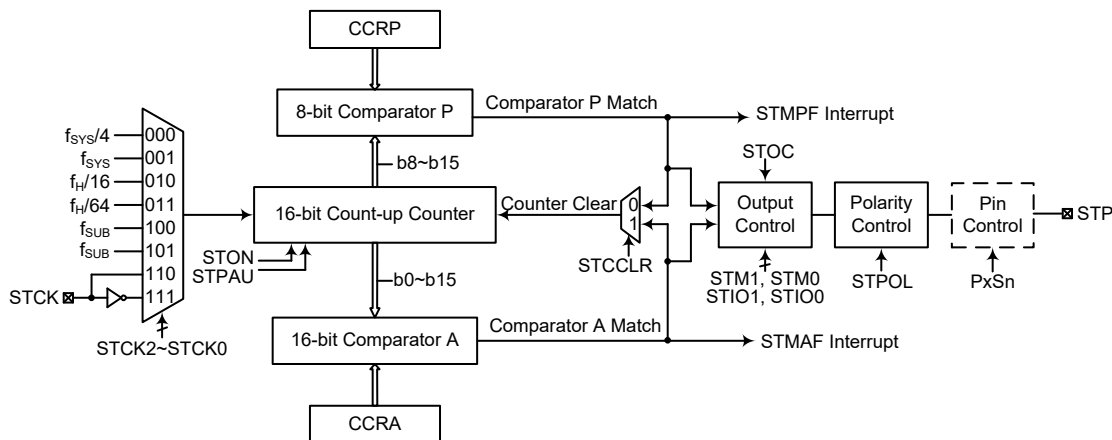 CCRP
8-bit Comparator P
Comparator P Match
STMPF Interrupt
b8~b15
STOC
fSYS/4
000
fSYS
001
fH/16
010
fH/64
011
fSUB
100
fSUB
101
110
111
STCK
STCK2~STCK0
16-bit Count-up Counter
Counter Clear
0
1
STCCLR
Output
Control
Polarity
Control
Pin
Control
STP
STON
STPAU
b0~b15
STM1, STM0
STIO1, STIO0
STPOL
PxSn
16-bit Comparator A
Comparator A Match
STMAF Interrupt
CCRA